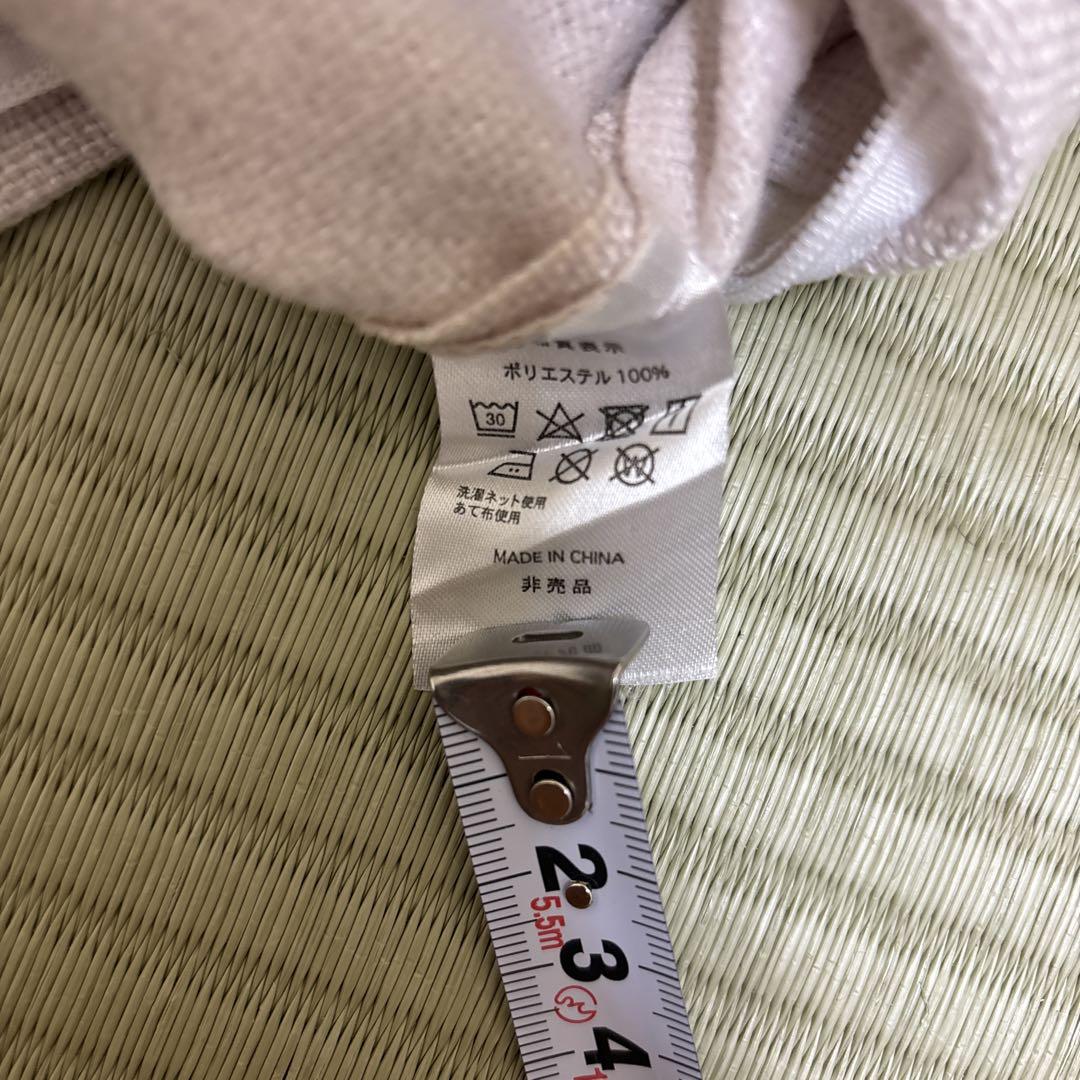 ポリエステル 100%
30
洗濯ネット使用
あて布使用
MADE IN CHINA
非売品
2
5.5m
3
4